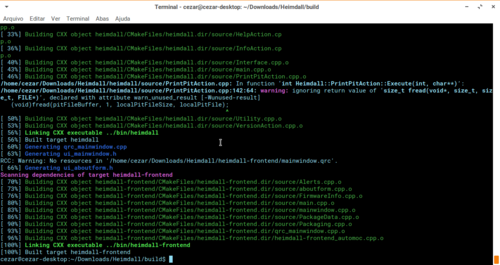 Terminal - cezar@cezar-desktop: ~/Downloads/Heimdall/build
Arquivo Editar Ver Terminal Abas Ajuda
pp.o
[ 33%] Building CXX object heimdall/CMakeFiles/heimdall.dir/source/HelpAction.cp
p.o
[ 36%] Building CXX object heimdall/CMakeFiles/heimdall.dir/source/InfoAction.cp
p.o
[ 40%] Building CXX object heimdall/CMakeFiles/heimdall.dir/source/Interface.cpp.o
[ 43%] Building CXX object heimdall/CMakeFiles/heimdall.dir/source/main.cpp.o
[ 46%] Building CXX object heimdall/CMakeFiles/heimdall.dir/source/PrintPitAction.cpp.o
/home/cezar/Downloads/Heimdall/heimdall/source/PrintPitAction.cpp: In function 'int Heimdall::PrintPitAction::Execute(int, char**)':
/home/cezar/Downloads/Heimdall/heimdall/source/PrintPitAction.cpp:142:64: warning: ignoring return value of 'size_t fread(void*, size_t, siz
e_t, FILE*)', declared with attribute warn_unused_result [-Wunused-result]
(void)fread(pitFileBuffer, 1, localPitFileSize, localPitFile);
^
[ 50%] Building CXX object heimdall/CMakeFiles/heimdall.dir/source/Utility.cpp.o
[ 53%] Building CXX object heimdall/CMakeFiles/heimdall.dir/source/VersionAction.cpp.o
[ 56%] Linking CXX executable ../bin/heimdall
[ 56%] Built target heimdall
[ 60%] Generating qrc_mainwindow.cpp
[ 63%] Generating ui_mainwindow.h
RCC: Warning: No resources in '/home/cezar/Downloads/Heimdall/heimdall-frontend/mainwindow.qrc'.
[ 66%] Generating ui_aboutform.h
Scanning dependencies of target heimdall-frontend
[ 70%] Building CXX object heimdall-frontend/CMakeFiles/heimdall-frontend.dir/source/Alerts.cpp.o
[ 73%] Building CXX object heimdall-frontend/CMakeFiles/heimdall-frontend.dir/source/aboutform.cpp.o
[ 76%] Building CXX object heimdall-frontend/CMakeFiles/heimdall-frontend.dir/source/FirmwareInfo.cpp.o
[ 80%] Building CXX object heimdall-frontend/CMakeFiles/heimdall-frontend.dir/source/main.cpp.o
[ 83%] Building CXX object heimdall-frontend/CMakeFiles/heimdall-frontend.dir/source/mainwindow.cpp.o
[ 86%] Building CXX object heimdall-frontend/CMakeFiles/heimdall-frontend.dir/source/PackageData.cpp.o
[ 90%] Building CXX object heimdall-frontend/CMakeFiles/heimdall-frontend.dir/source/Packaging.cpp.o
[ 93%] Building CXX object heimdall-frontend/CMakeFiles/heimdall-frontend.dir/qrc_mainwindow.cpp.o
[ 96%] Building CXX object heimdall-frontend/CMakeFiles/heimdall-frontend.dir/heimdall-frontend_automoc.cpp.o
[100%] Linking CXX executable ../bin/heimdall-frontend
[100%] Built target heimdall-frontend
cezar@cezar-desktop:~/Downloads/Heimdall/build$